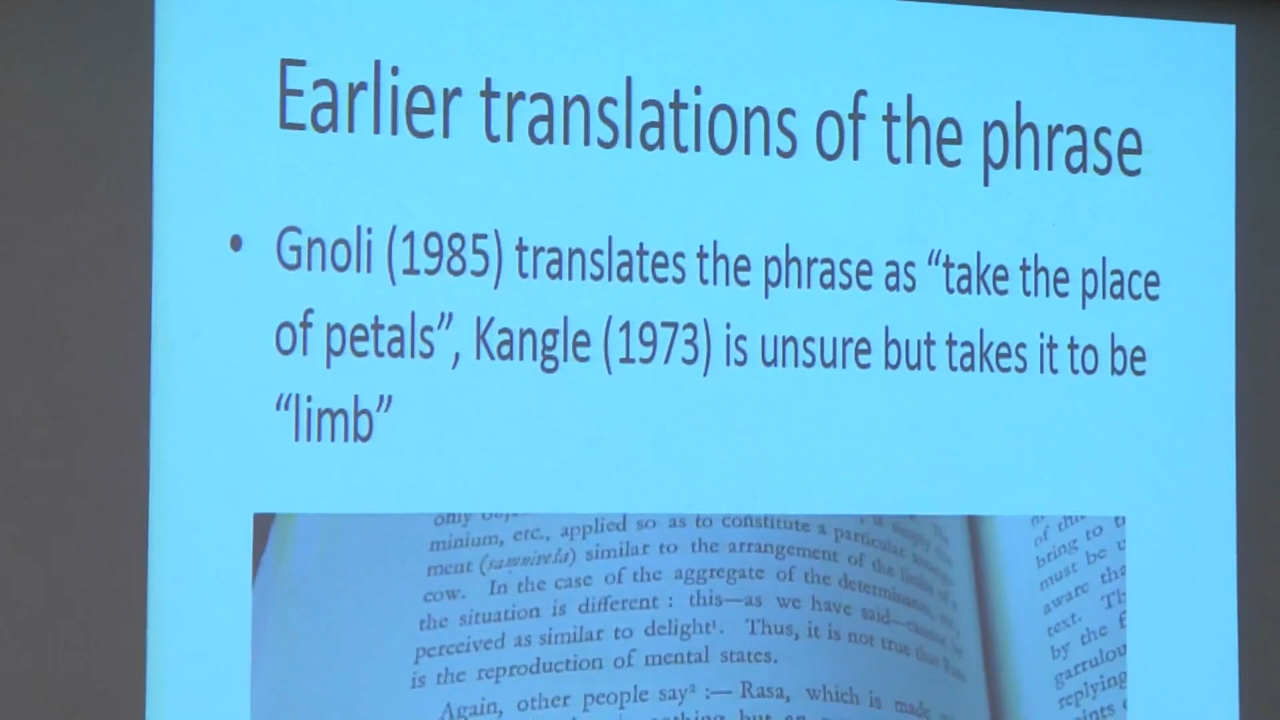 Earlier translations of the phrase
• Gnoli (1985) translates the phrase as “take the place
of petals”, Kangle (1973) is unsure but takes it to be
“limb”
only
minium, etc., applied so as to constitute a particular
ment (samniveśa) similar to the arrangement of the
cow. In the case of the aggregate of the
the situation is different : this—as we have said—
perceived as similar to delight¹. Thus, it is not true that
is the reproduction of mental states.
Again, other people say² :— Rasa, which is made
but
of this
bring to
must be
aware
text.
by the
garrulou
replying